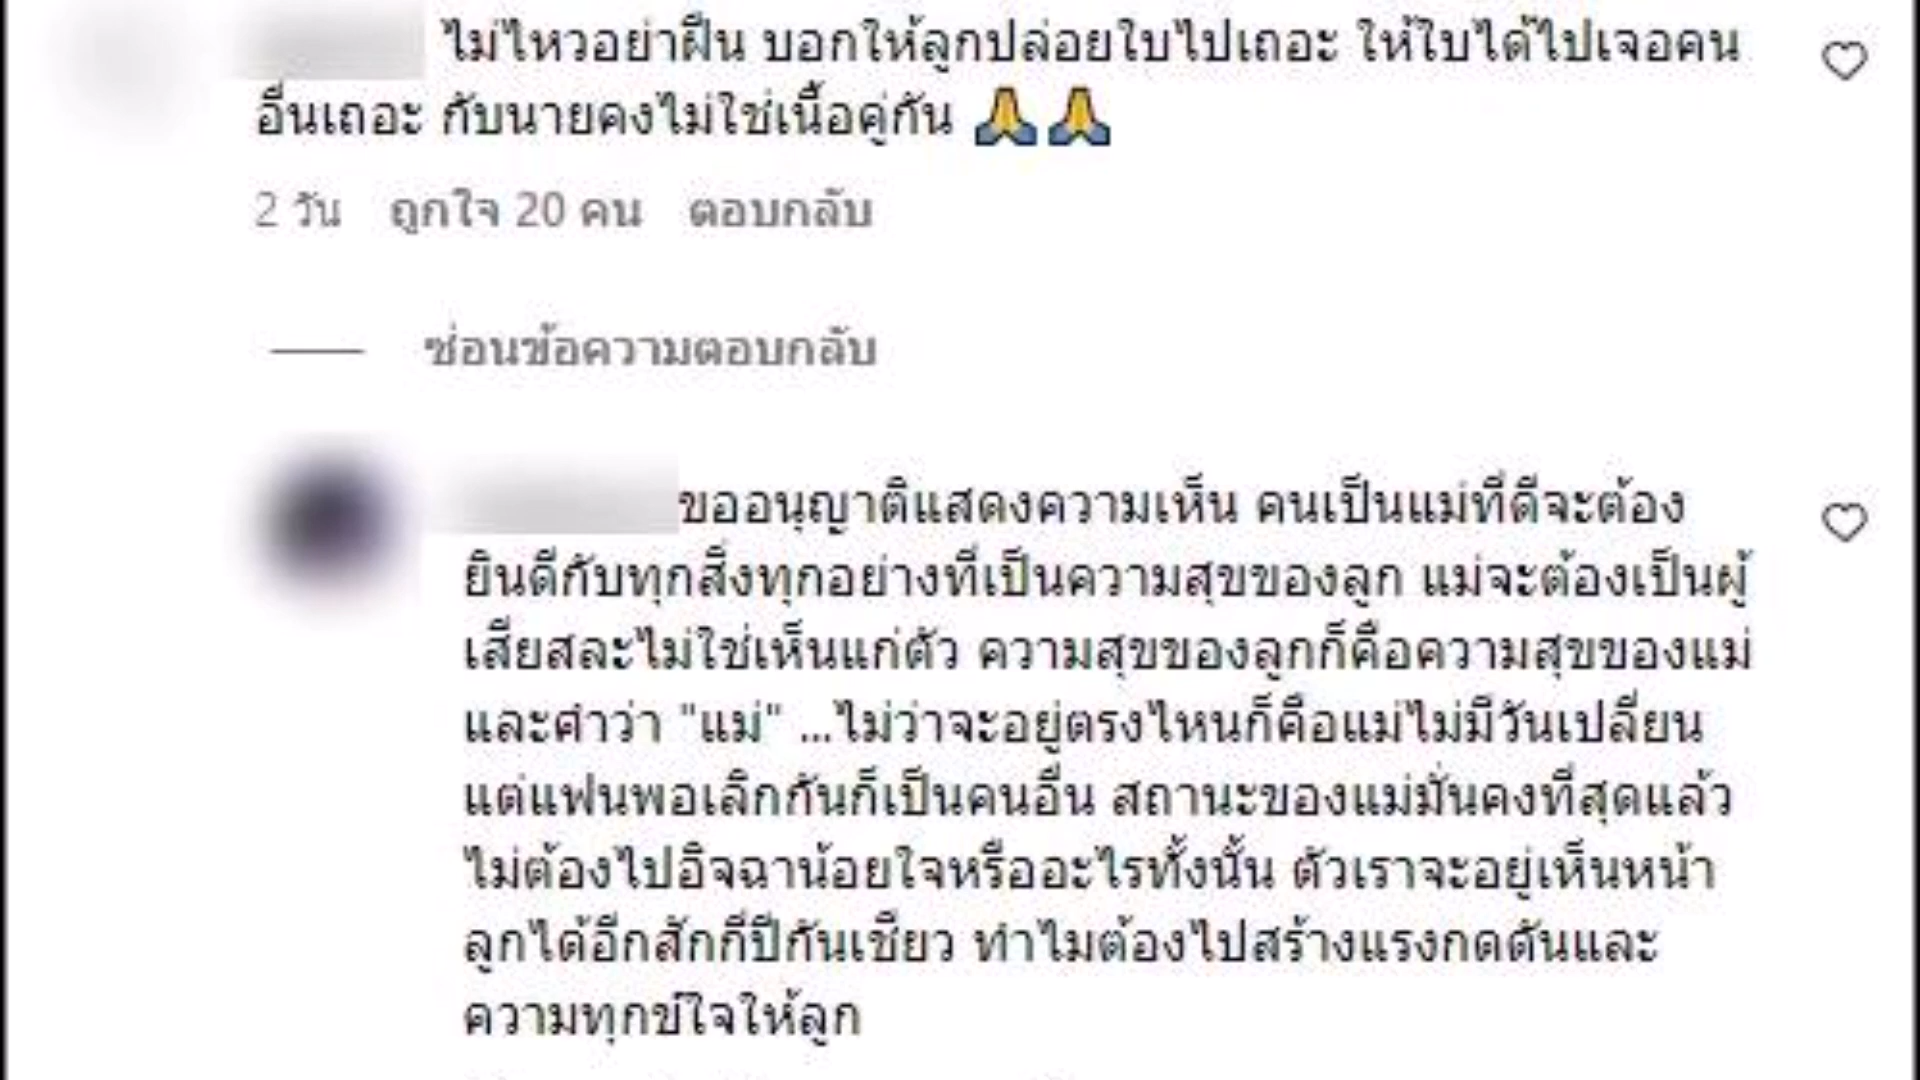 ไม่ไหวอย่าฝืน บอกให้ลูกปล่อยใบไปเถอะ ให้ใบได้ไปเจอคน
อื่นเถอะ กับนายคงไม่ใช่เนื้อคู่กัน 🙏🙏
2 วัน ถูกใจ 20 คน ตอบกลับ
ซ่อนข้อความตอบกลับ
ขออนุญาติแสดงความเห็น คนเป็นแม่ที่ดีจะต้อง
ยินดีกับทุกสิ่งทุกอย่างที่เป็นความสุขของลูก แม่จะต้องเป็นผู้
เสียสละไม่ใช่เห็นแก่ตัว ความสุขของลูกก็คือความสุขของแม่
และคำว่า "แม่" ...ไม่ว่าจะอยู่ตรงไหนก็คือแม่ไม่มีวันเปลี่ยน
แต่แฟนพอเลิกกันก็เป็นคนอื่น สถานะของแม่มั่นคงที่สุดแล้ว
ไม่ต้องไปอิจฉาน้อยใจหรืออะไรทั้งนั้น ตัวเราจะอยู่เห็นหน้า
ลูกได้อีกสักกี่ปีกันเชียว ทำไมต้องไปสร้างแรงกดดันและ
ความทุกข์ใจให้ลูก